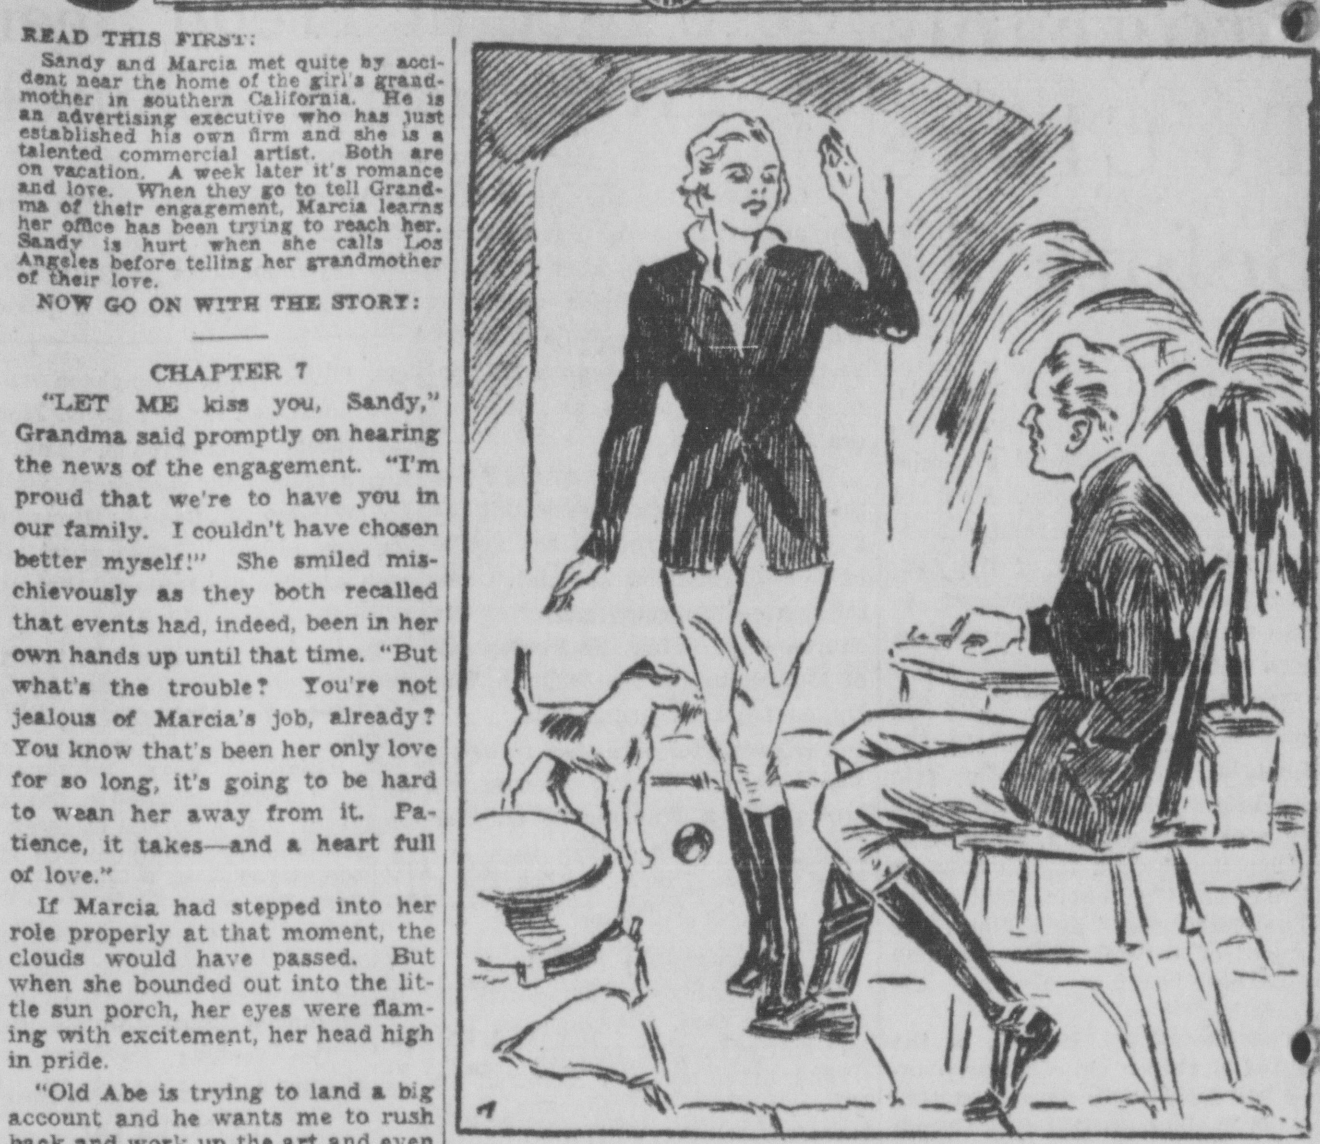 READ THIS FIRST:
Sandy and Marcia met quite by acci-
dent near the home of the girl's grand-
mother in southern California. He is
an advertising executive who has just
established his own firm and she is a
talented commercial artist. Both are
on vacation. A week later it's romance
and love. When they go to tell Grand-
ma of their engagement, Marcia learns
her office has been trying to reach her.
Sandy is hurt when she calls Los
Angeles before telling her grandmother
of their love.
NOW GO ON WITH THE STORY:
CHAPTER 7
"LET ME kiss you, Sandy,"
Grandma said promptly on hearing
the news of the engagement. "I'm
proud that we're to have you in
our family. I couldn't have chosen
better myself!" She smiled mis-
chievously as they both recalled
that events had, indeed, been in her
own hands up until that time. "But
what's the trouble? You're not
jealous of Marcia's job, already?
You know that's been her only love
for so long, it's going to be hard
to wean her away from it. Pa-
tience, it takes—and a heart full
of love."
If Marcia had stepped into her
role properly at that moment, the
clouds would have passed. But
when she bounded out into the lit-
tle sun porch, her eyes were flam-
ing with excitement, her head high
in pride.
"Old Abe is trying to land a big
account and he wants me to rush
back and work up the art and even
7